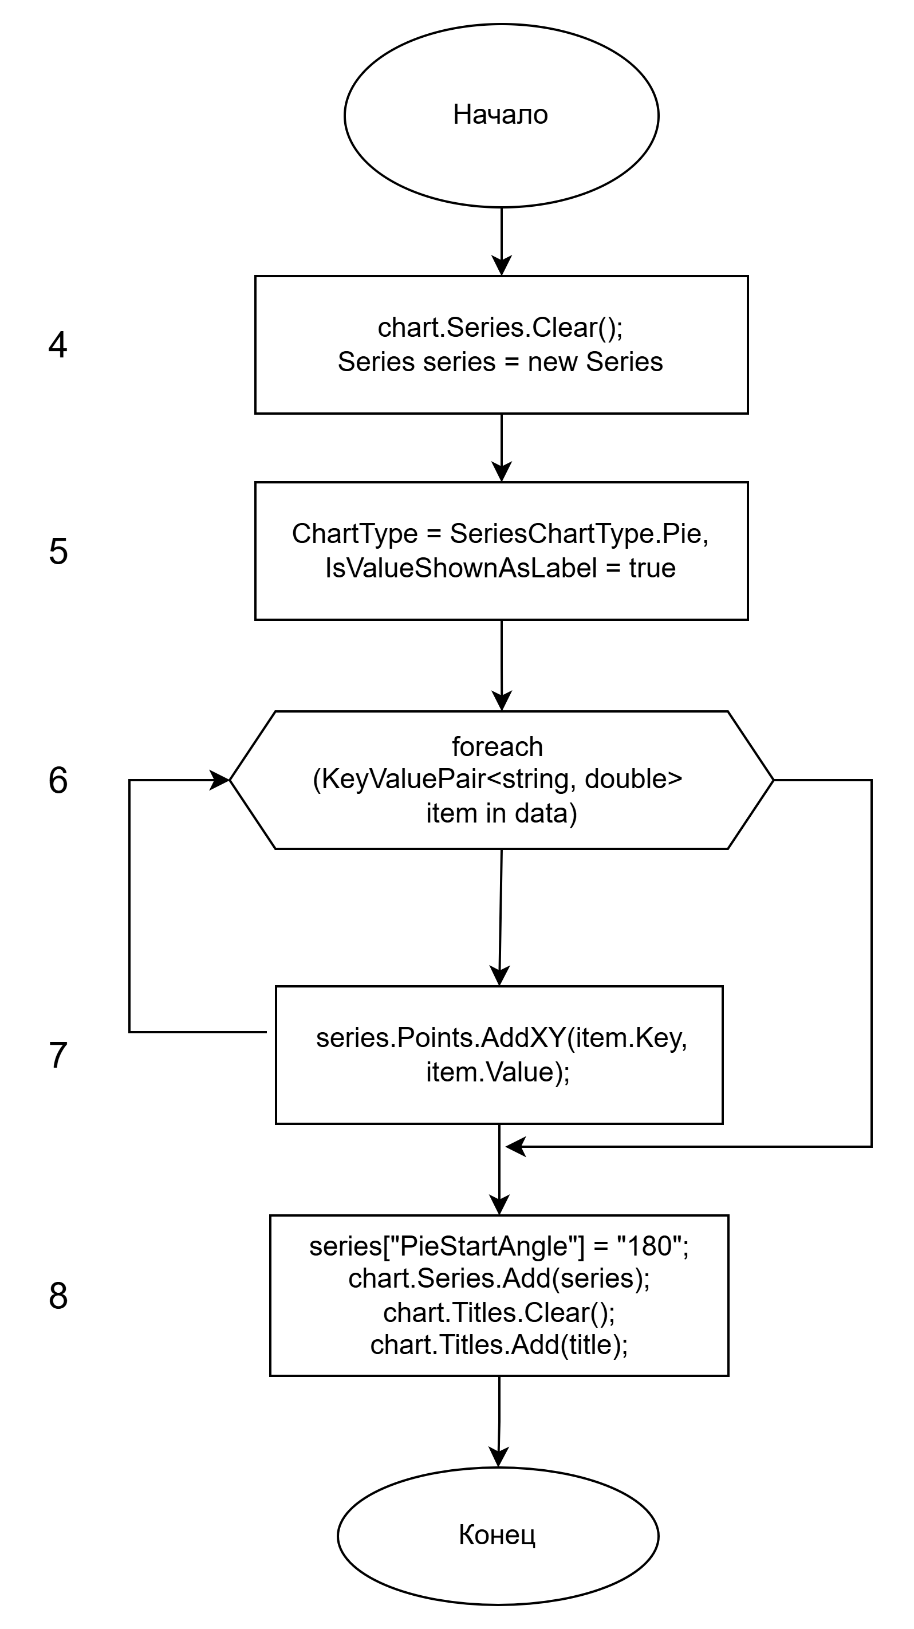 Начало
4
chart.Series.Clear();
Series series = new Series
5
ChartType = SeriesChartType.Pie,
IsValueShownAsLabel = true
6
foreach
(KeyValuePair<string, double>
item in data)
7
series.Points.AddXY(item.Key,
item.Value);
8
series["PieStartAngle"] = "180";
chart.Series.Add(series);
chart.Titles.Clear();
chart.Titles.Add(title);
Конец